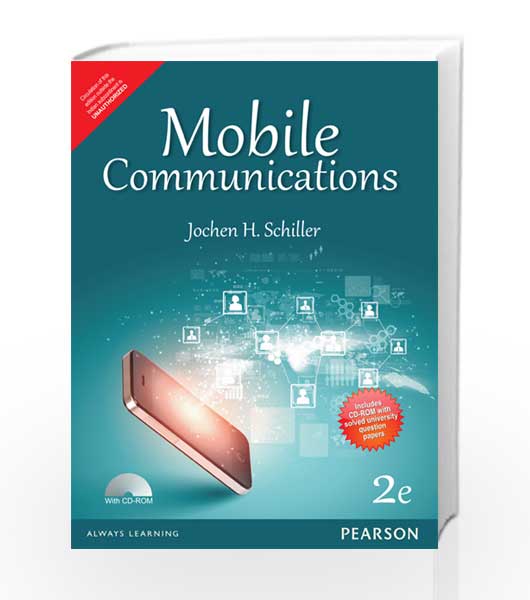 Circulation of this
edition outside the
Indian subcontinent is
UNAUTHORIZED
Mobile
Communications
Jochen H. Schiller
Includes
CD-ROM with
solved university
question
papers
With CD-ROM
2e
ALWAYS LEARNING
PEARSON